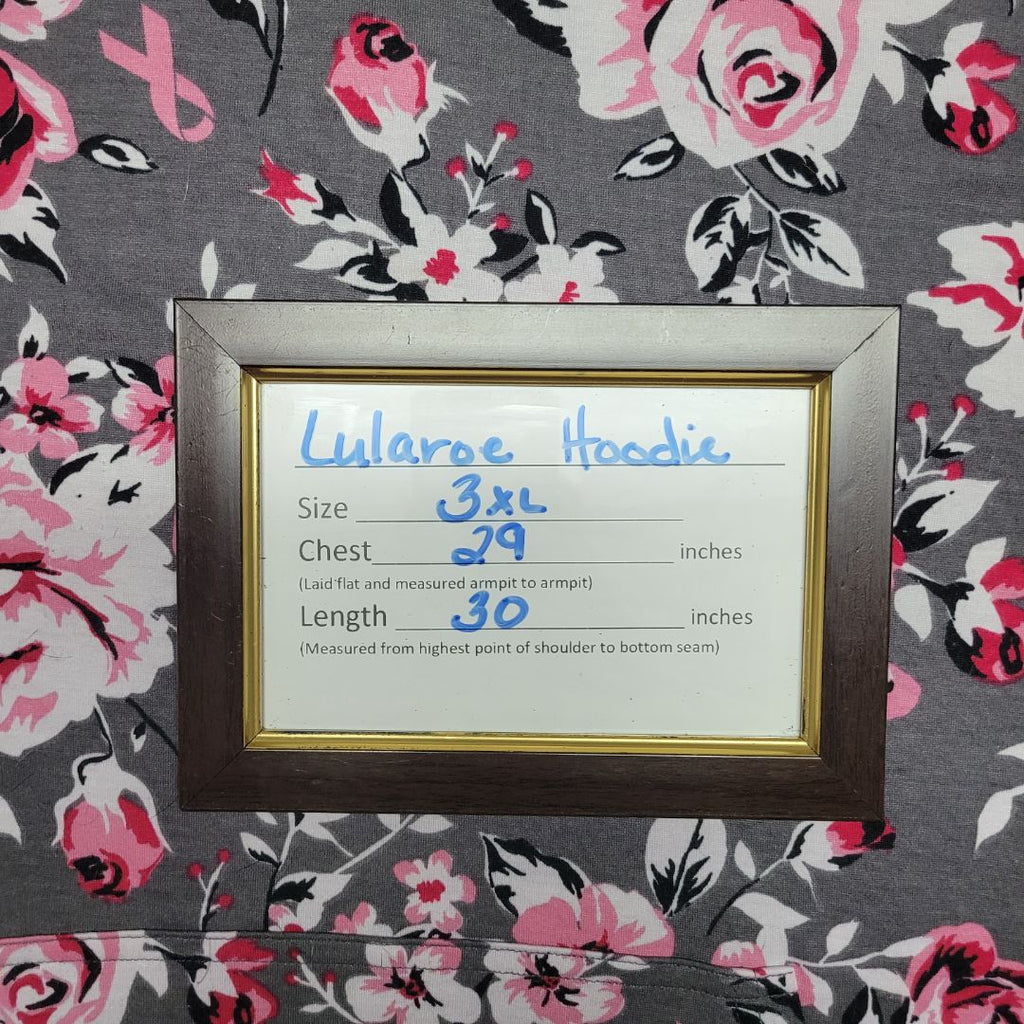 Lularoe Hoodie
Size 3XL
Chest 29 inches
(Laid flat and measured armpit to armpit)
Length 30 inches
(Measured from highest point of shoulder to bottom seam)